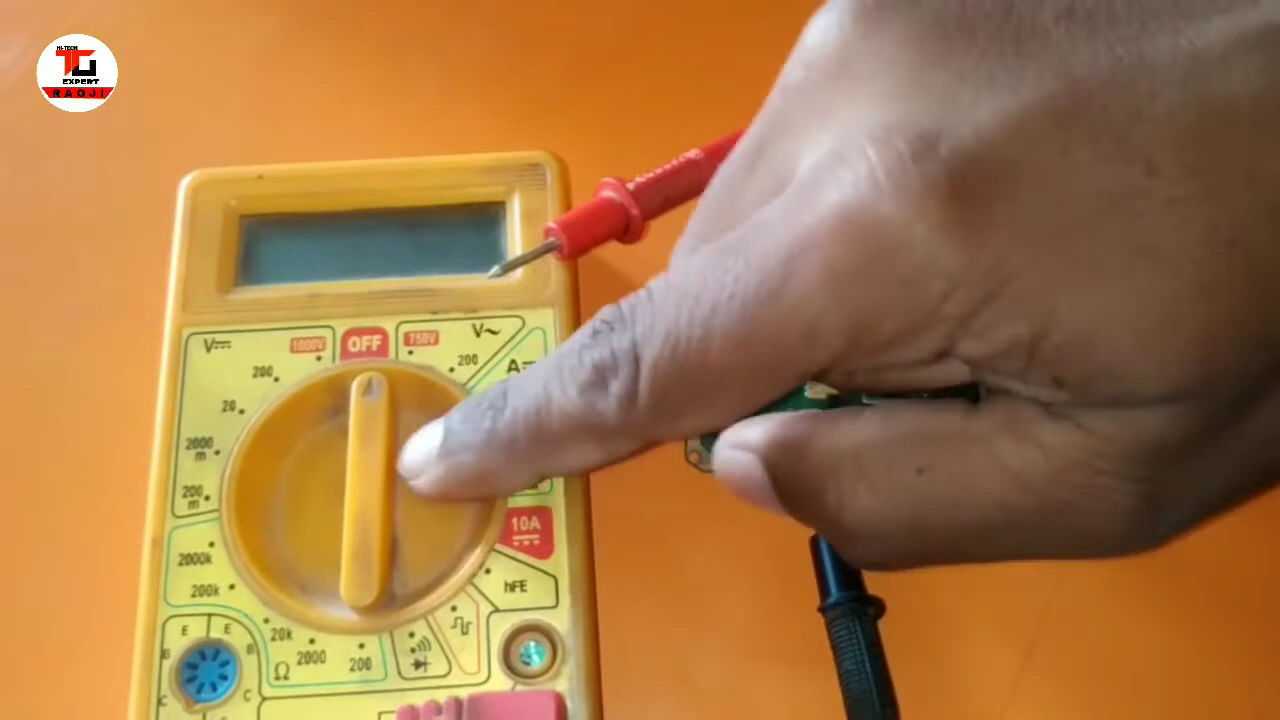 HI-TECH
TG
EXPERT
RAOJI
V
1000V
OFF
750V
V~
200
200
A
20
2000
m
200
m
10A
2000k
200k
hFE
20k
Ω
2000
200
E
E
B
B
C
C
E